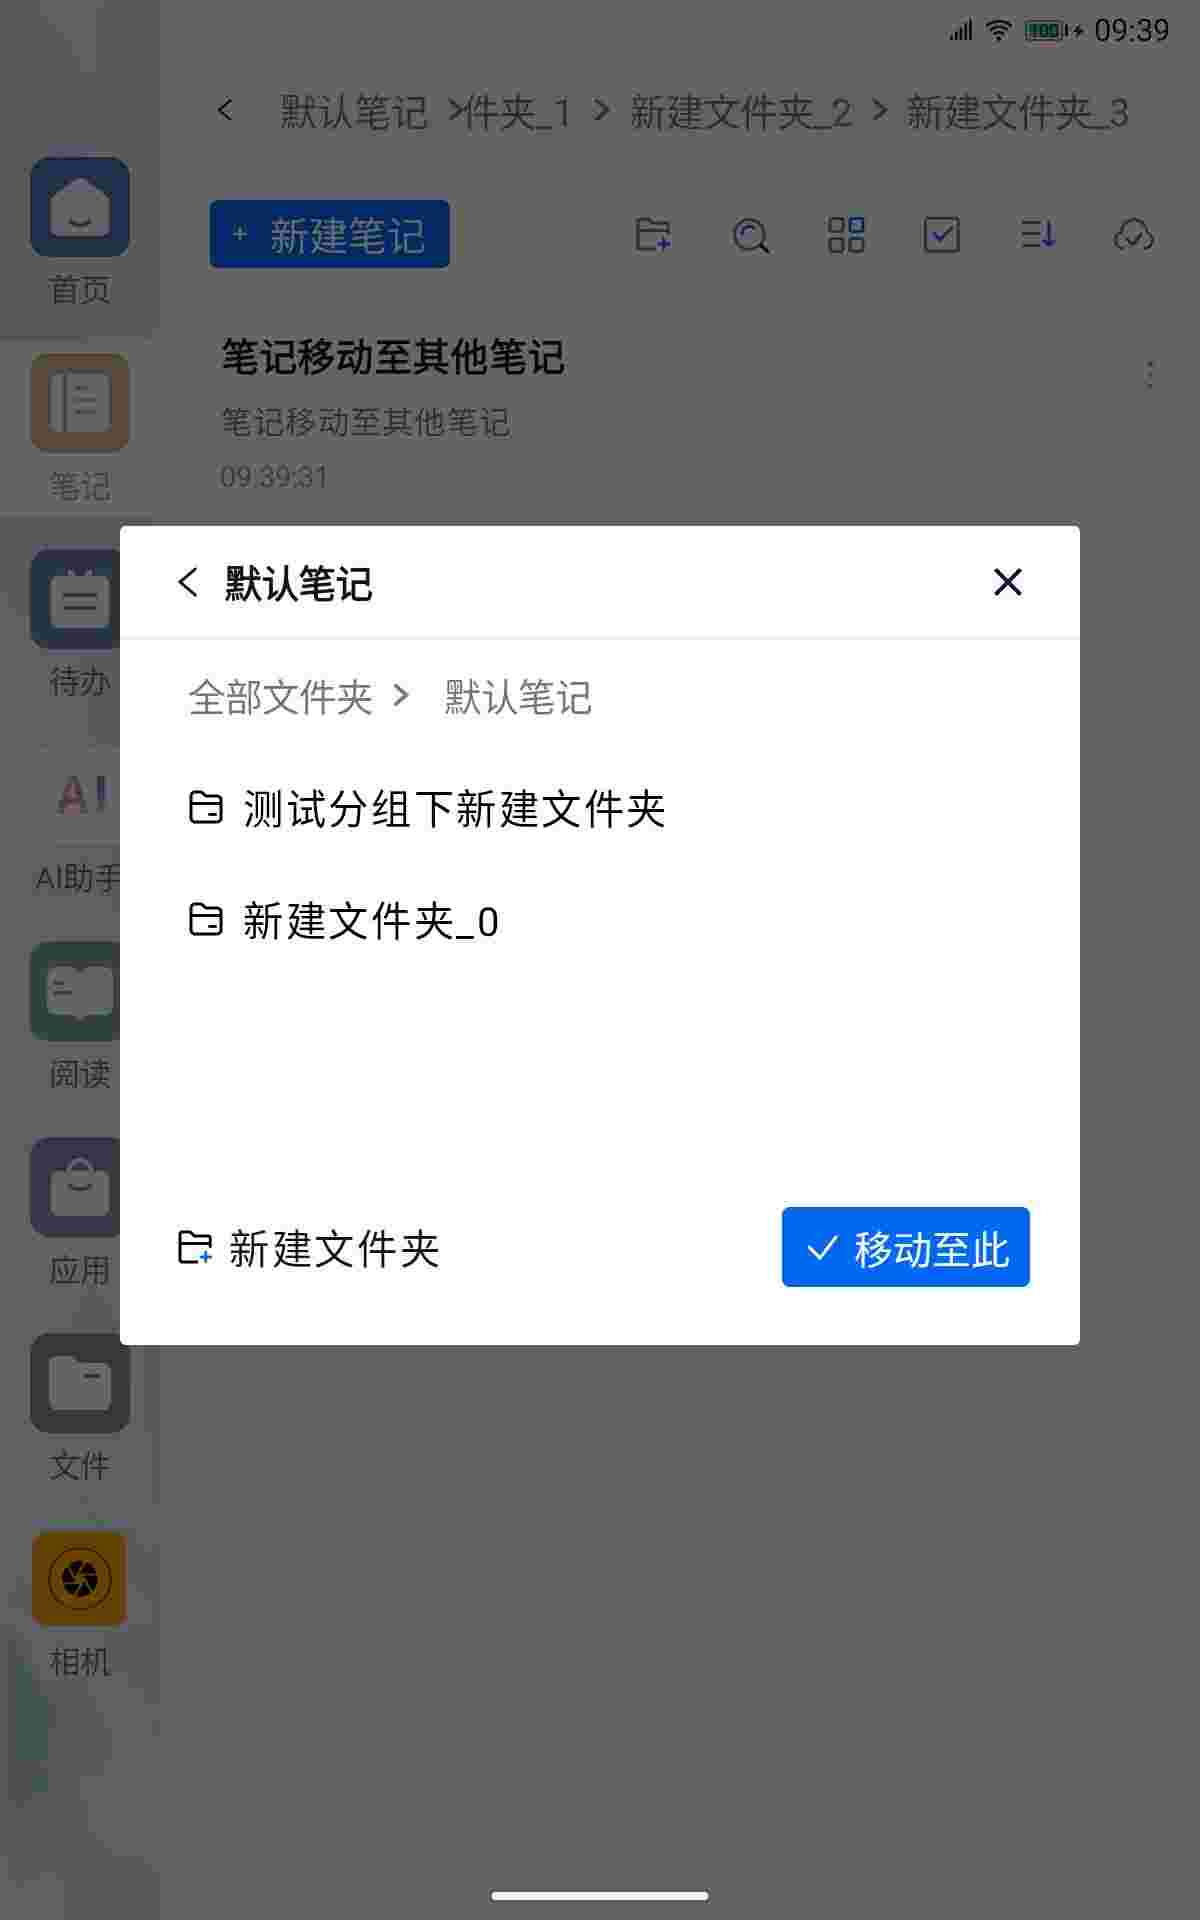 100 09:39
默认笔记 >件夹_1 > 新建文件夹_2 > 新建文件夹_3
+ 新建笔记
首页
笔记移动至其他笔记
笔记移动至其他笔记
09:39:31
笔记
默认笔记
待办
全部文件夹 > 默认笔记
AI
测试分组下新建文件夹
AI助手
新建文件夹_0
阅读
新建文件夹
移动至此
应用
文件
相机